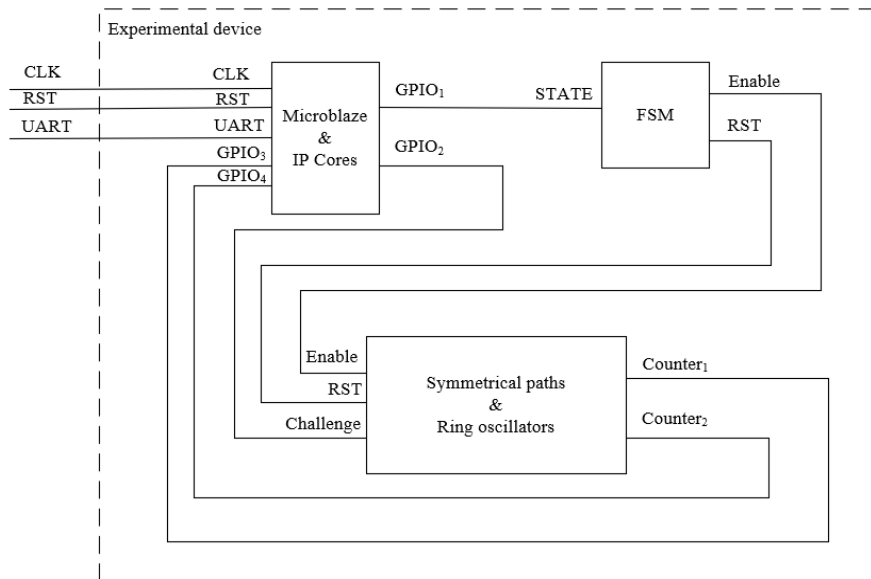 Experimental device
CLK
CLK
RST
RST
UART
UART
GPIO₃
GPIO₄
Microblaze
&
IP Cores
GPIO₁
GPIO₂
STATE
FSM
Enable
RST
Enable
RST
Challenge
Symmetrical paths
&
Ring oscillators
Counter₁
Counter₂